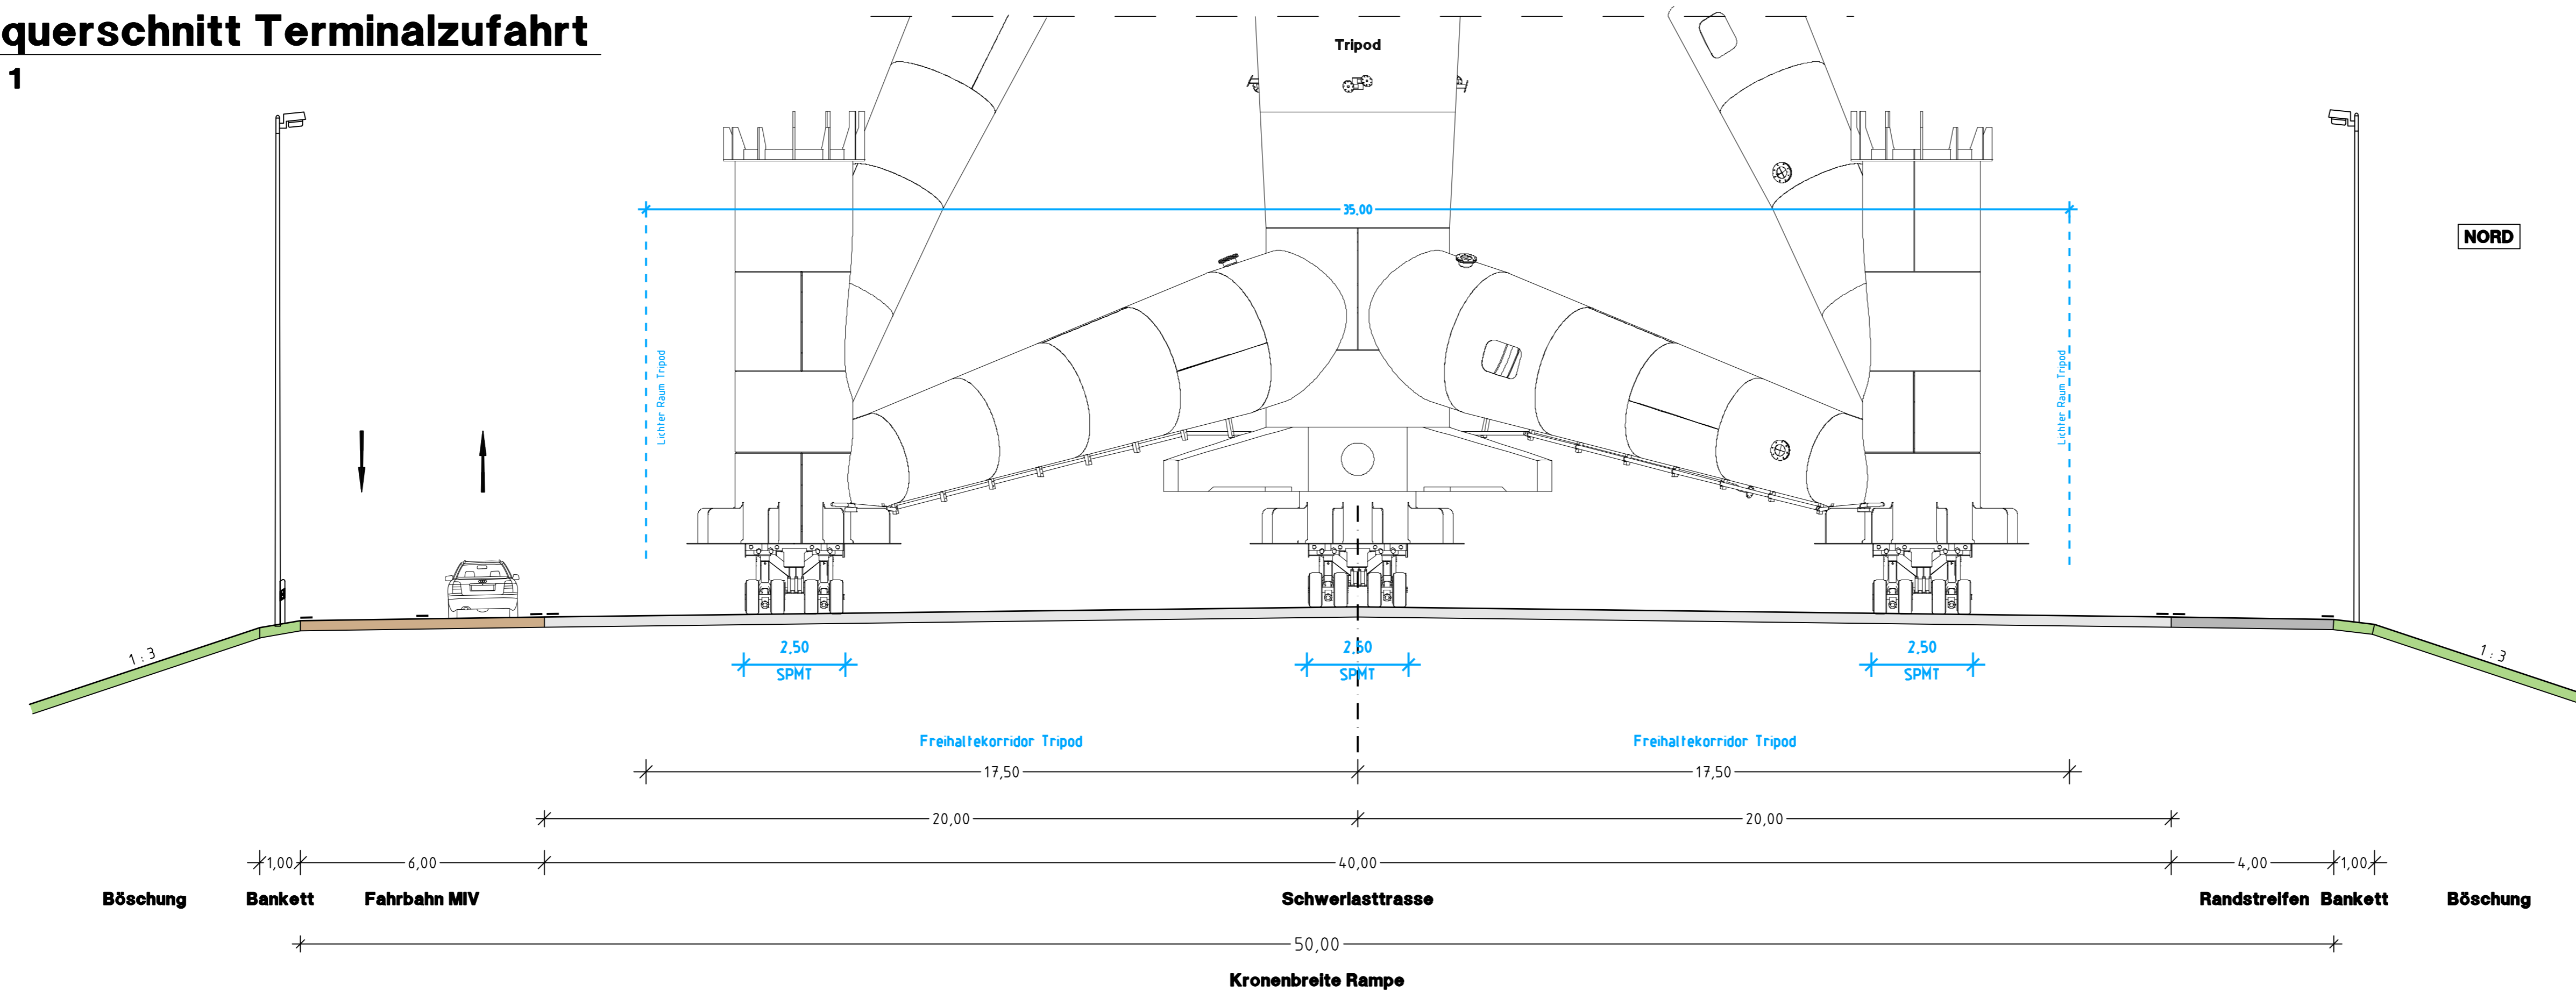 querschnitt Terminalzufahrt
1
Tripod
35,00
NORD
Lichter Raum Tripod
Lichter Raum Tripod
1 : 3
1 : 3
2,50
SPMT
2,50
SPMT
2,50
SPMT
Freihaltekorridor Tripod
Freihaltekorridor Tripod
17,50
17,50
20,00
20,00
1,00
6,00
40,00
4,00
1,00
Böschung
Bankett
Fahrbahn MIV
Schwerlasttrasse
Randstreifen
Bankett
Böschung
50,00
Kronenbreite Rampe